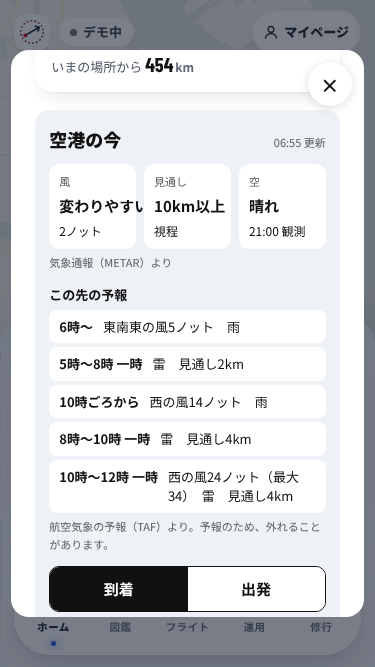 デモ中
マイページ
いまの場所から 454km
空港の今
06:55 更新
風
変わりやすい
2ノット
見通し
10km以上
視程
空
晴れ
21:00 観測
気象通報（METAR）より
この先の予報
6時〜 東南東の風5ノット　雨
5時〜8時 一時 雷　見通し2km
10時ごろから 西の風14ノット　雨
8時〜10時 一時 雷　見通し4km
10時〜12時 一時 西の風24ノット（最大
34）　雷　見通し4km
航空気象の予報（TAF）より。予報のため、外れること
があります。
到着
出発
ホーム
図鑑
フライト
運用
修行